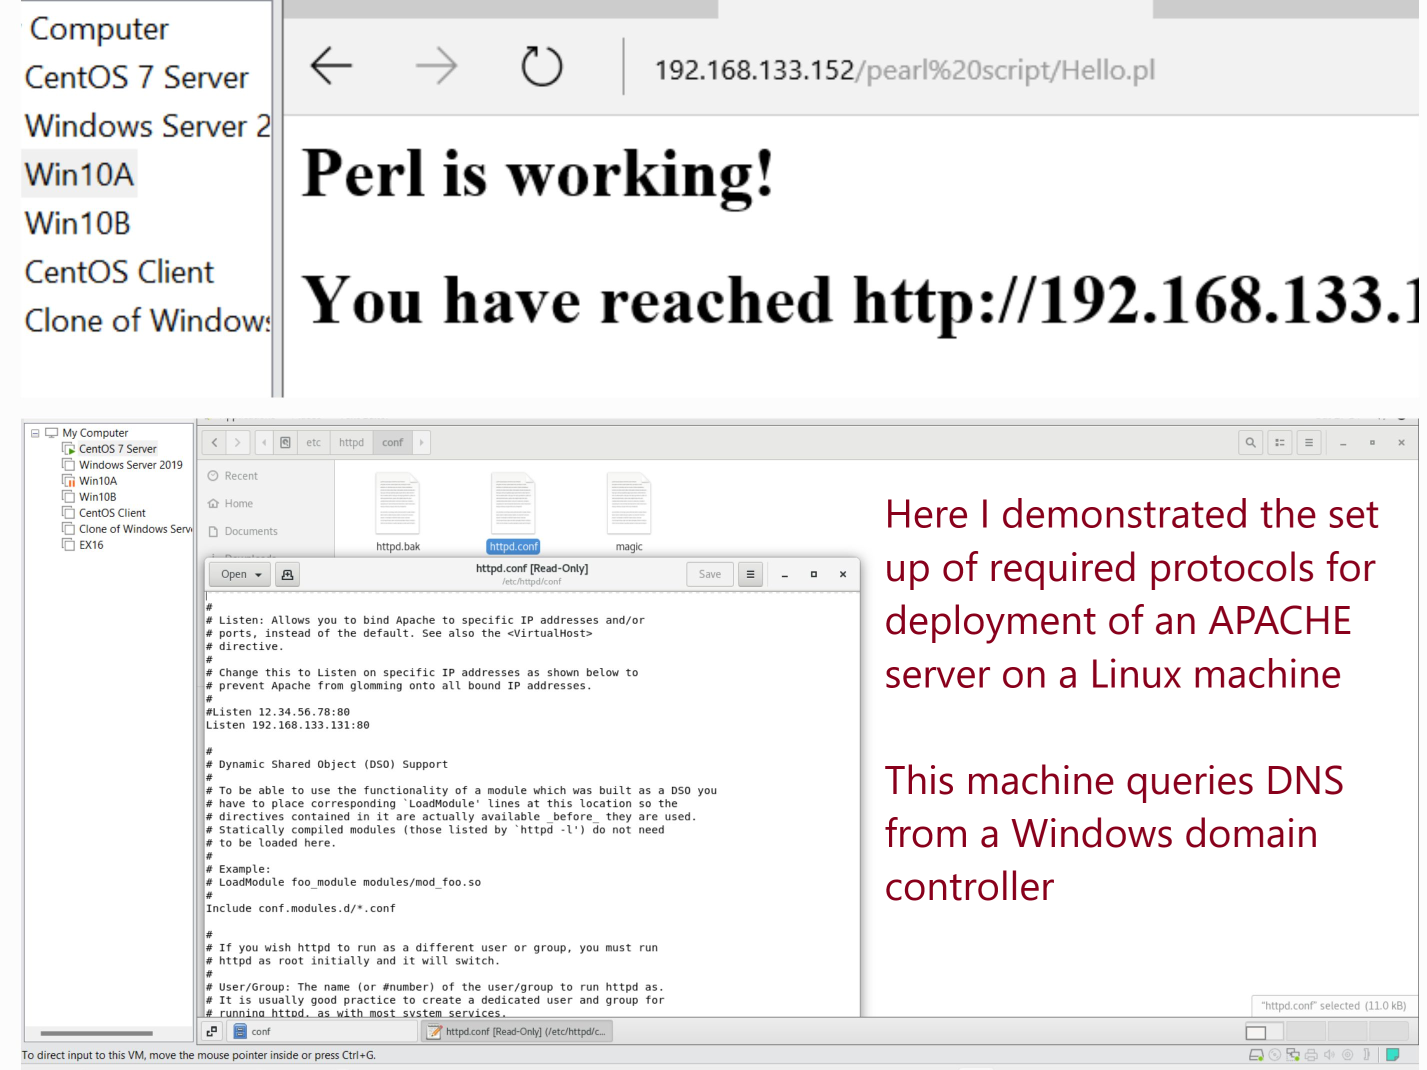 Computer
CentOS 7 Server
Windows Server 2
Win10A
Win10B
CentOS Client
Clone of Windows
192.168.133.152/pearl%20script/Hello.pl
Perl is working!
You have reached http://192.168.133.1
My Computer
CentOS 7 Server
Windows Server 2019
Win10A
Win10B
CentOS Client
Clone of Windows Serve
EX16
etc httpd conf
Recent
Home
Documents
httpd.bak httpd.conf magic
Open
httpd.conf [Read-Only]
/etc/httpd/conf
Save
#
# Listen: Allows you to bind Apache to specific IP addresses and/or
# ports, instead of the default. See also the <VirtualHost>
# directive.
#
# Change this to Listen on specific IP addresses as shown below to
# prevent Apache from glomming onto all bound IP addresses.
#
#Listen 12.34.56.78:80
Listen 192.168.133.131:80
#
# Dynamic Shared Object (DSO) Support
#
# To be able to use the functionality of a module which was built as a DSO you
# have to place corresponding `LoadModule' lines at this location so the
# directives contained in it are actually available _before_ they are used.
# Statically compiled modules (those listed by `httpd -l') do not need
# to be loaded here.
#
# Example:
# LoadModule foo_module modules/mod_foo.so
#
Include conf.modules.d/*.conf
#
# If you wish httpd to run as a different user or group, you must run
# httpd as root initially and it will switch.
#
# User/Group: The name (or #number) of the user/group to run httpd as.
# It is usually good practice to create a dedicated user and group for
# running httpd, as with most system services.
Here I demonstrated the set
up of required protocols for
deployment of an APACHE
server on a Linux machine
This machine queries DNS
from a Windows domain
controller
"httpd.conf" selected (11.0 kB)
conf
httpd.conf [Read-Only] (/etc/httpd/c...
To direct input to this VM, move the mouse pointer inside or press Ctrl+G.